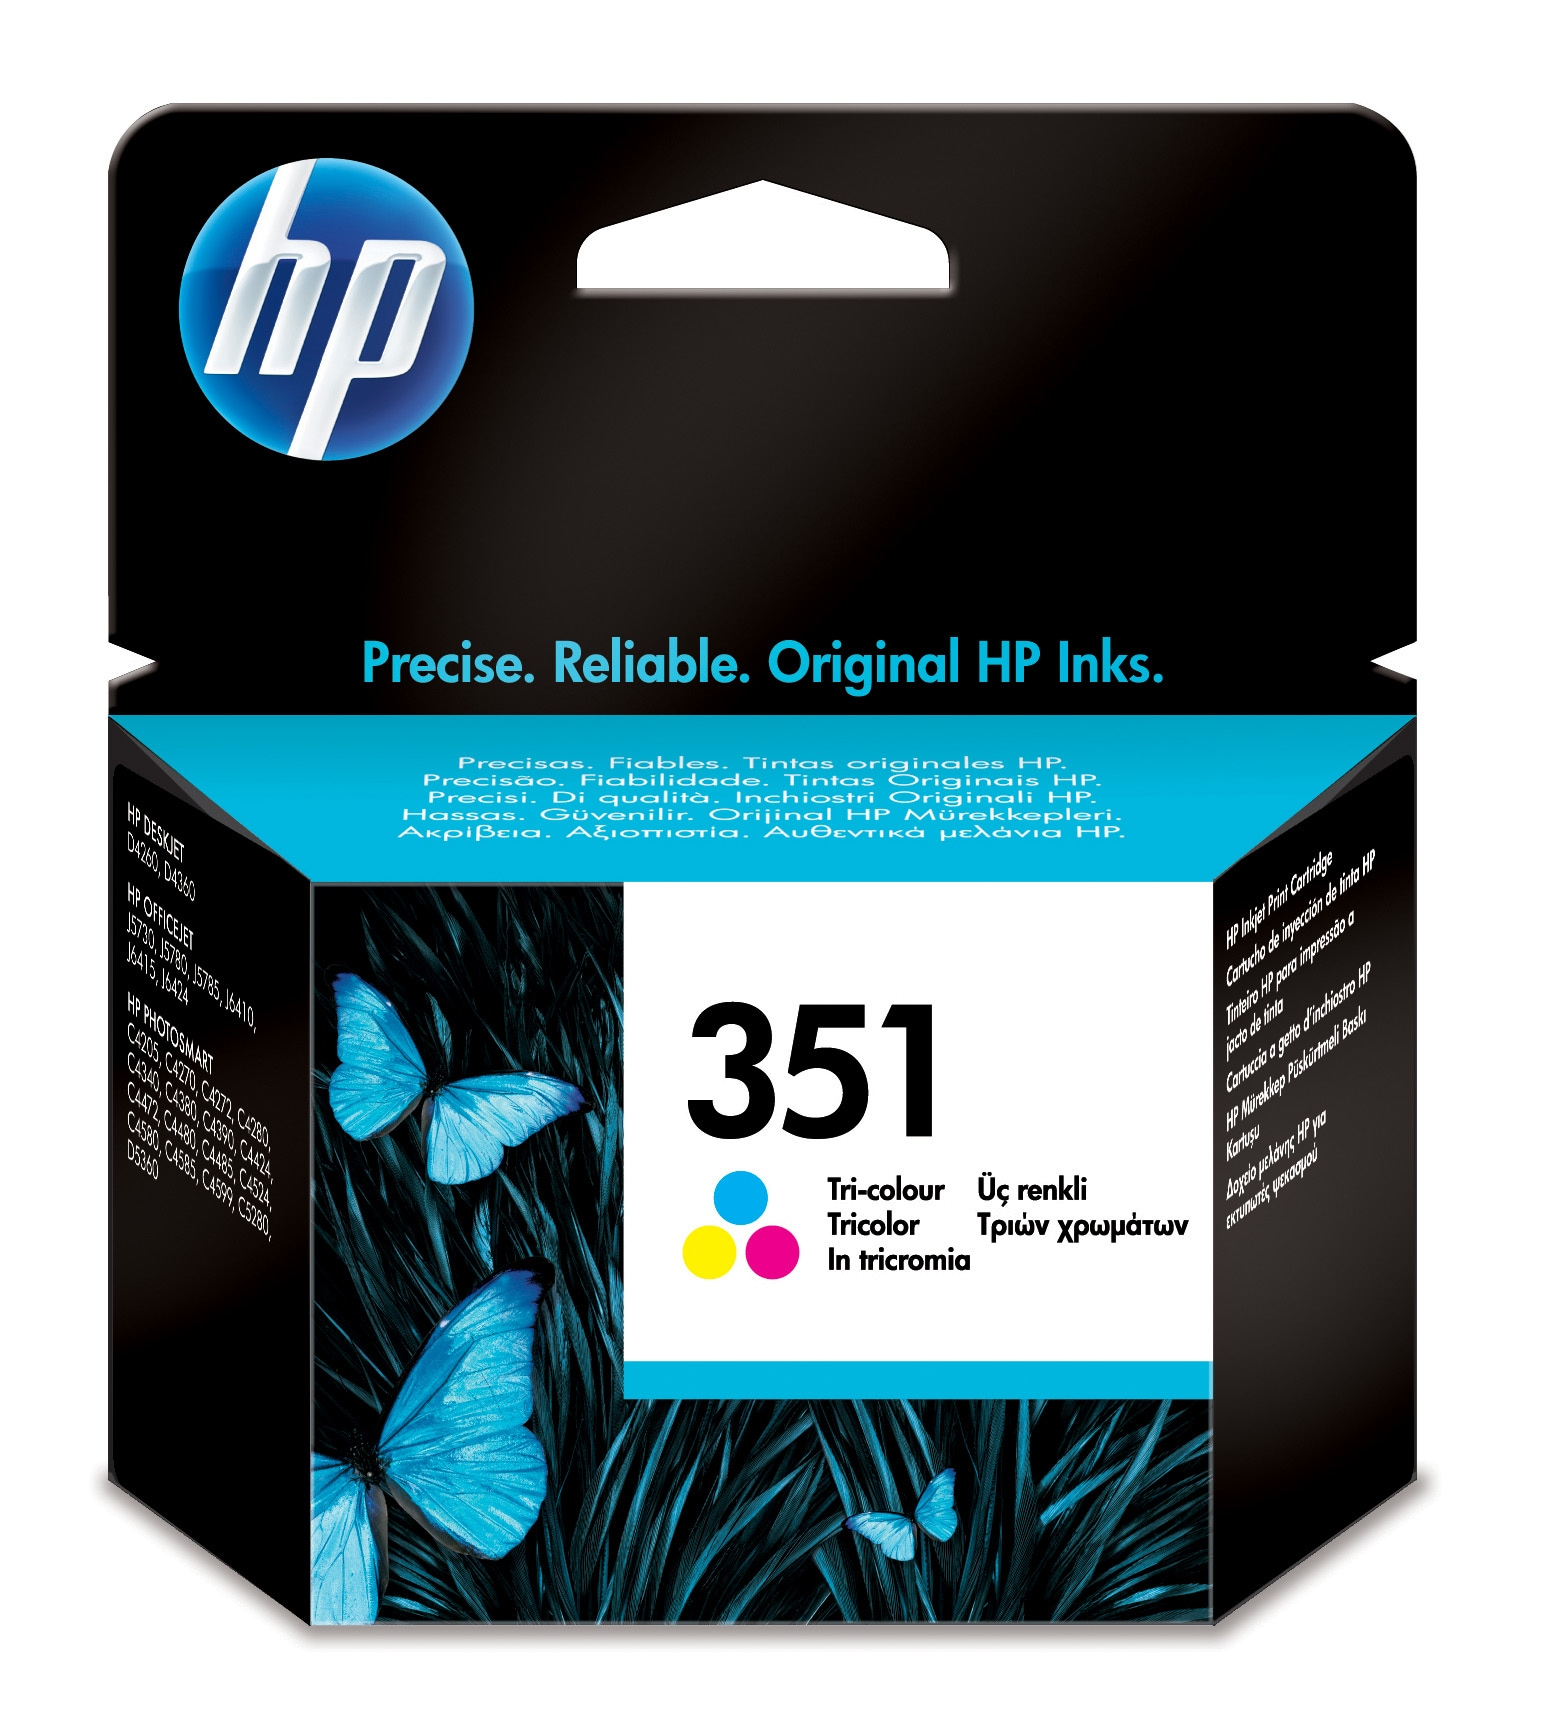 hp
Precise. Reliable. Original HP Inks.
Precisas. Fiables. Tintas originales HP.
Precisão. Fiabilidade. Tintas Originais HP.
Precisi. Di qualità. Inchiostri Originali HP.
Hassas. Güvenilir. Orijinal HP Mürekkepleri.
Ακρίβεια. Αξιοπιστία. Αυθεντικά μελάνια HP.
HP DESKJET
D4260, D4360
HP OFFICEJET
J5730, J5780, J5785, J6410,
J6415, J6424
HP PHOTOSMART
C4205, C4270, C4272, C4280,
C4340, C4380, C4390, C4424,
C4472, C4480, C4485, C4524,
C4580, C4585, C4599, C5280,
D5360
351
Tri-colour
Tricolor
In tricromia
Üç renkli
Τριών χρωμάτων
HP Inkjet Print Cartridge
Cartucho de inyección de tinta HP
Tinteiro HP para impressão a
jacto de tinta
Cartuccia a getto d'inchiostro HP
HP Mürekkep Püskürtmeli Baskı
Kartuşu
Δοχείο μελάνης HP για
εκτυπωτές ψεκασμού